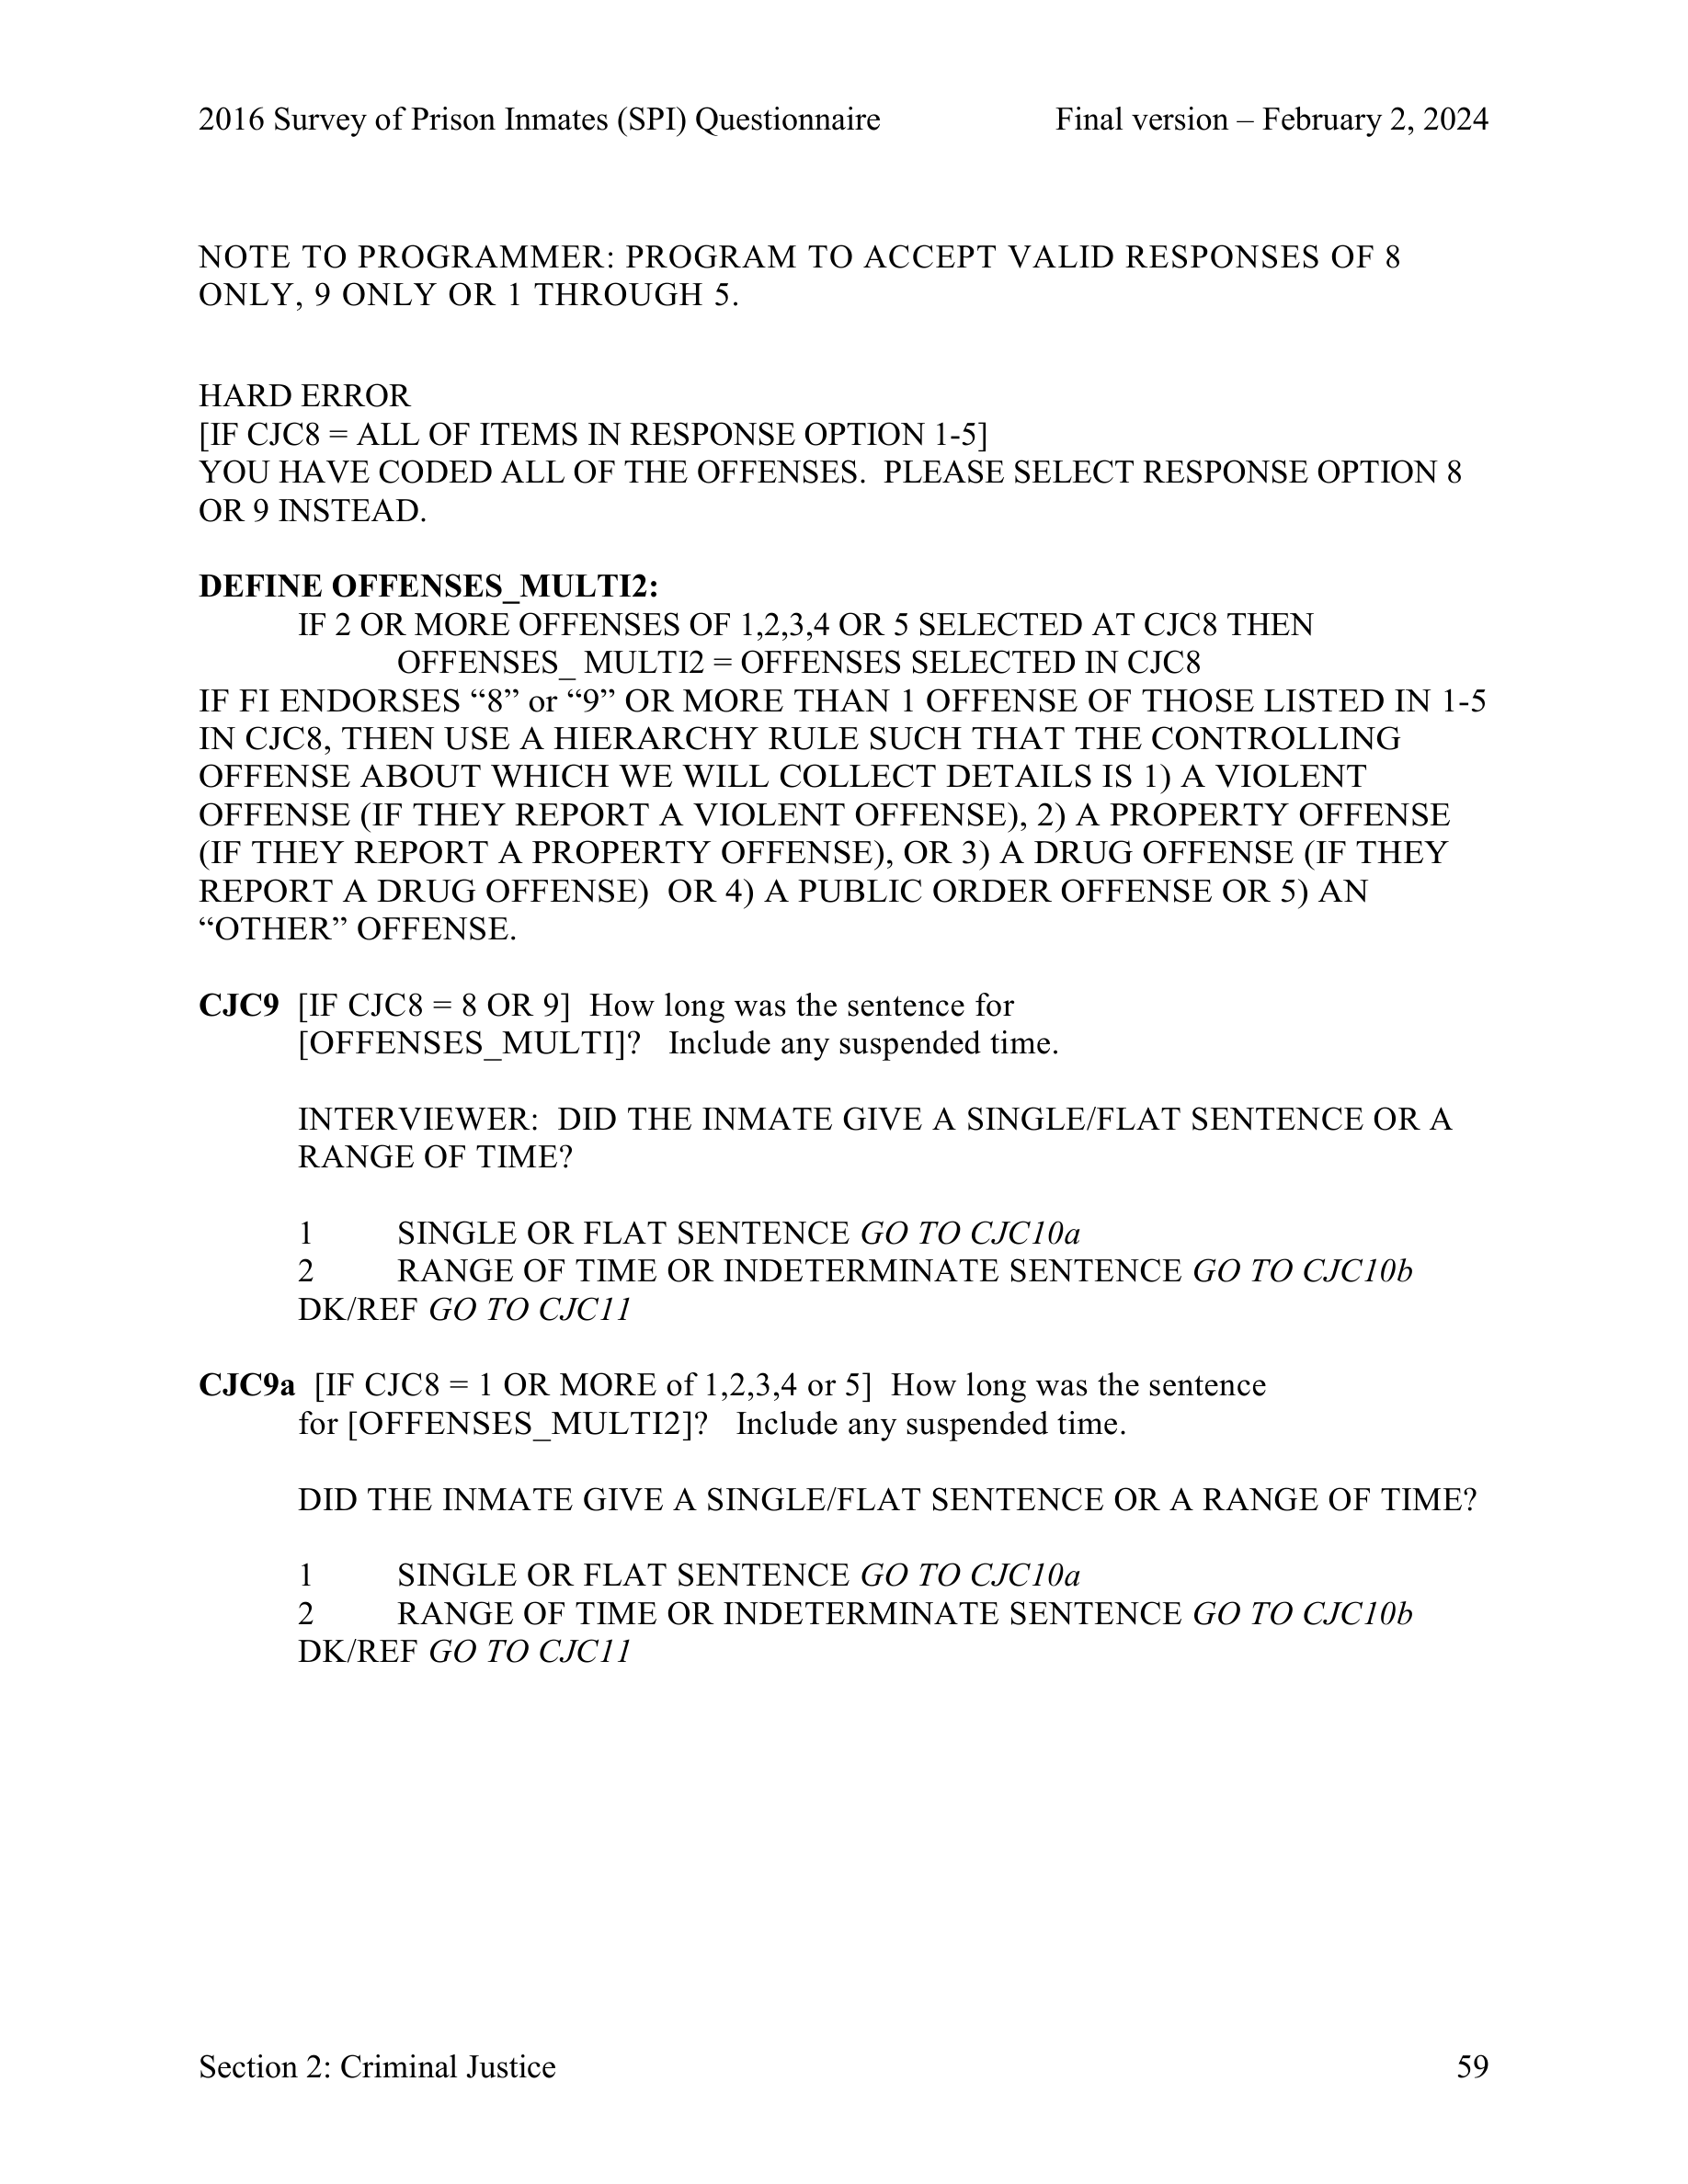 2016 Survey of Prison Inmates (SPI) Questionnaire Final version – February 2, 2024
NOTE TO PROGRAMMER: PROGRAM TO ACCEPT VALID RESPONSES OF 8
ONLY, 9 ONLY OR 1 THROUGH 5.
HARD ERROR
[IF CJC8 = ALL OF ITEMS IN RESPONSE OPTION 1-5]
YOU HAVE CODED ALL OF THE OFFENSES. PLEASE SELECT RESPONSE OPTION 8
OR 9 INSTEAD.
DEFINE OFFENSES_MULTI2:
IF 2 OR MORE OFFENSES OF 1,2,3,4 OR 5 SELECTED AT CJC8 THEN
OFFENSES_ MULTI2 = OFFENSES SELECTED IN CJC8
IF FI ENDORSES “8” or “9” OR MORE THAN 1 OFFENSE OF THOSE LISTED IN 1-5
IN CJC8, THEN USE A HIERARCHY RULE SUCH THAT THE CONTROLLING
OFFENSE ABOUT WHICH WE WILL COLLECT DETAILS IS 1) A VIOLENT
OFFENSE (IF THEY REPORT A VIOLENT OFFENSE), 2) A PROPERTY OFFENSE
(IF THEY REPORT A PROPERTY OFFENSE), OR 3) A DRUG OFFENSE (IF THEY
REPORT A DRUG OFFENSE) OR 4) A PUBLIC ORDER OFFENSE OR 5) AN
“OTHER” OFFENSE.
CJC9 [IF CJC8 = 8 OR 9] How long was the sentence for
[OFFENSES_MULTI]? Include any suspended time.
INTERVIEWER: DID THE INMATE GIVE A SINGLE/FLAT SENTENCE OR A
RANGE OF TIME?
1 SINGLE OR FLAT SENTENCE GO TO CJC10a
2 RANGE OF TIME OR INDETERMINATE SENTENCE GO TO CJC10b
DK/REF GO TO CJC11
CJC9a [IF CJC8 = 1 OR MORE of 1,2,3,4 or 5] How long was the sentence
for [OFFENSES_MULTI2]? Include any suspended time.
DID THE INMATE GIVE A SINGLE/FLAT SENTENCE OR A RANGE OF TIME?
1 SINGLE OR FLAT SENTENCE GO TO CJC10a
2 RANGE OF TIME OR INDETERMINATE SENTENCE GO TO CJC10b
DK/REF GO TO CJC11
Section 2: Criminal Justice 59